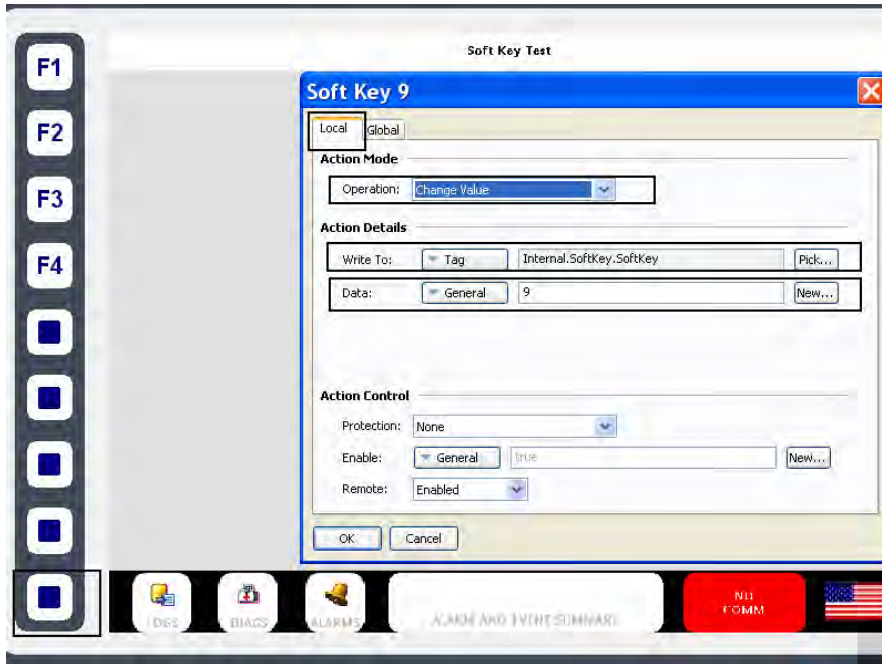 Soft Key Test
F1
F2
F3
F4
Soft Key 9
Local Global
Action Mode
Operation: Change Value
Action Details
Write To: Tag Internal.SoftKey.SoftKey Pick...
Data: General 9 New...
Action Control
Protection: None
Enable: General true New...
Remote: Enabled
OK Cancel
DIAGS ALARMS ALARM AND EVENT SUMMARY NO
COMM